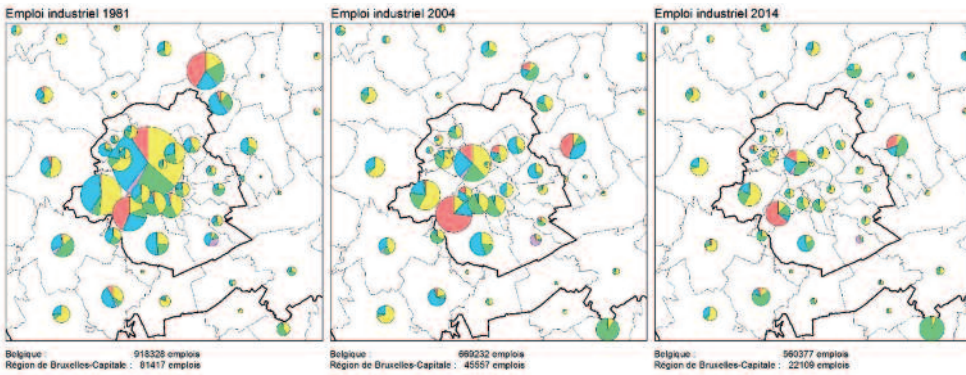 Emploi industriel 1981
Emploi industriel 2004
Emploi industriel 2014
Belgique : 918328 emplois
Région de Bruxelles-Capitale : 81417 emplois
Belgique : 669232 emplois
Région de Bruxelles-Capitale : 45557 emplois
Belgique : 560377 emplois
Région de Bruxelles-Capitale : 22109 emplois